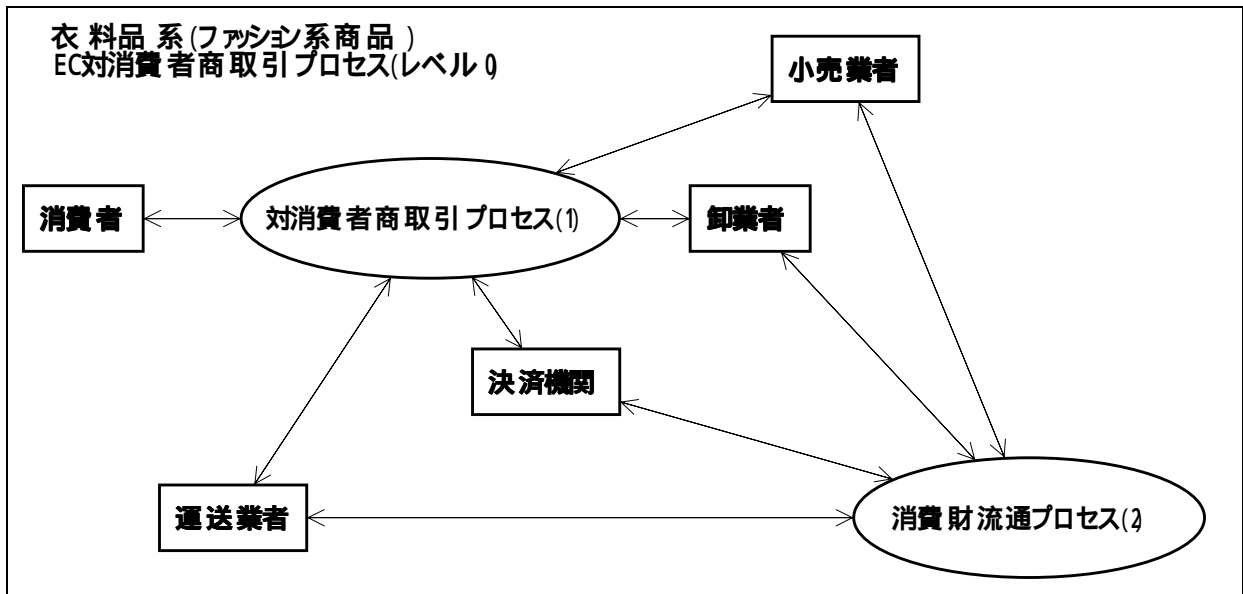 衣料品系(ファッション系商品)
EC対消費者商取引プロセス(レベル0)
小売業者
消費者
対消費者商取引プロセス(1)
卸業者
決済機関
運送業者
消費財流通プロセス(2)